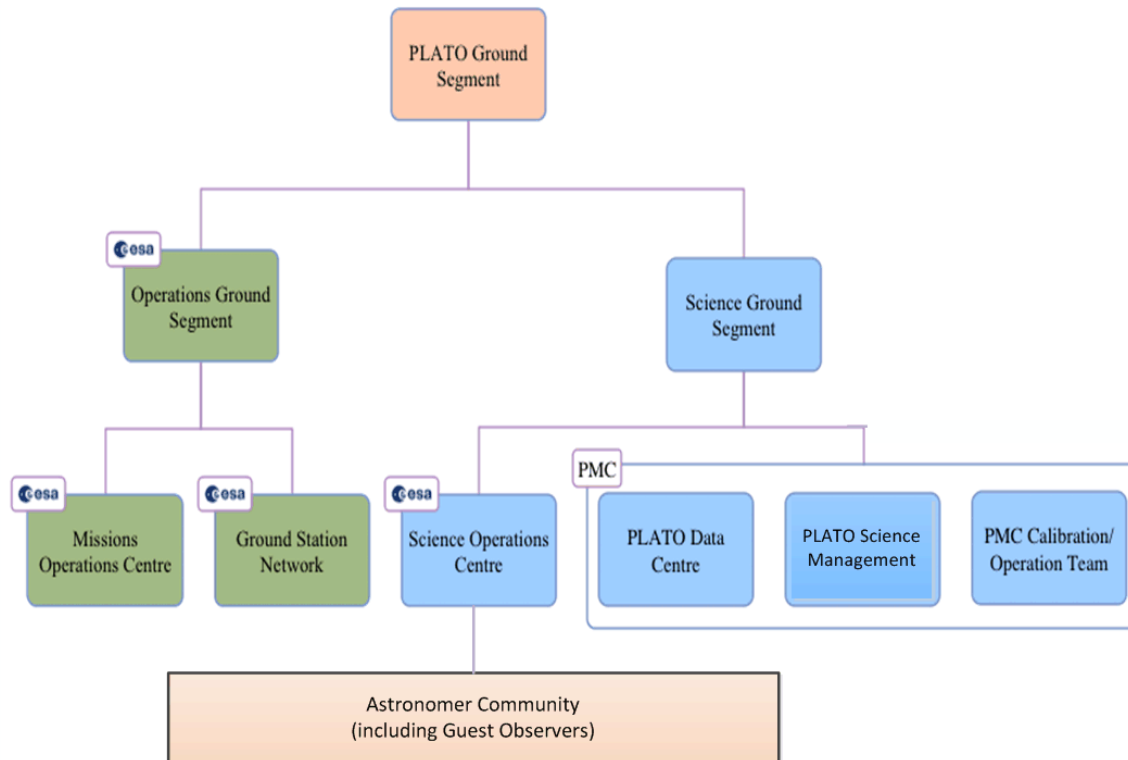 PLATO Ground
Segment
esa
Operations Ground
Segment
Science Ground
Segment
esa
Missions
Operations Centre
esa
Ground Station
Network
esa
Science Operations
Centre
PMC
PLATO Data
Centre
PLATO Science
Management
PMC Calibration/
Operation Team
Astronomer Community
(including Guest Observers)